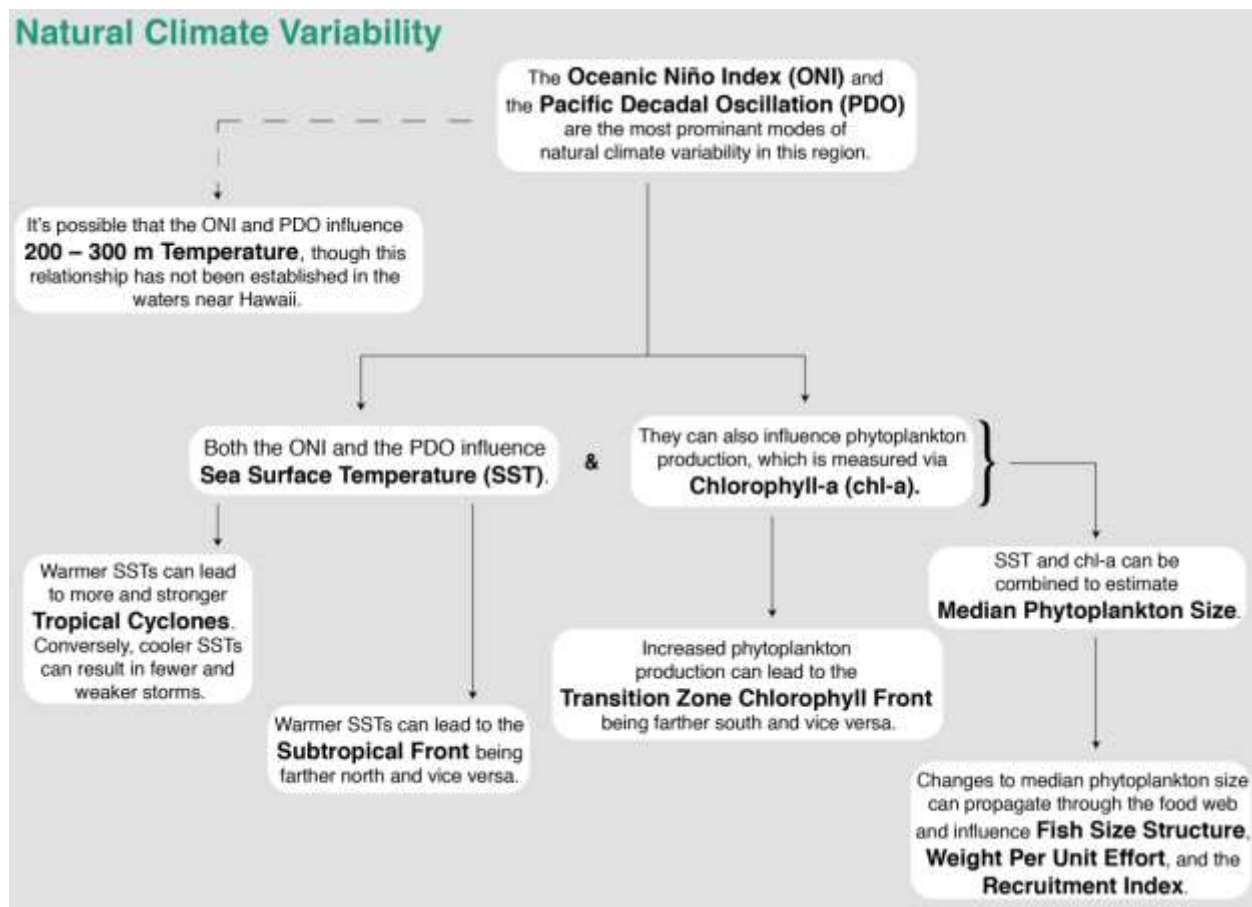 Natural Climate Variability
The Oceanic Niño Index (ONI) and
the Pacific Decadal Oscillation (PDO)
are the most prominant modes of
natural climate variability in this region.
It's possible that the ONI and PDO influence
200 – 300 m Temperature, though this
relationship has not been established in the
waters near Hawaii.
Both the ONI and the PDO influence
Sea Surface Temperature (SST).
&
They can also influence phytoplankton
production, which is measured via
Chlorophyll-a (chl-a).
Warmer SSTs can lead
to more and stronger
Tropical Cyclones.
Conversely, cooler SSTs
can result in fewer and
weaker storms.
Warmer SSTs can lead to the
Subtropical Front being
farther north and vice versa.
Increased phytoplankton
production can lead to the
Transition Zone Chlorophyll Front
being farther south and vice versa.
SST and chl-a can be
combined to estimate
Median Phytoplankton Size.
Changes to median phytoplankton size
can propagate through the food web
and influence Fish Size Structure,
Weight Per Unit Effort, and the
Recruitment Index.